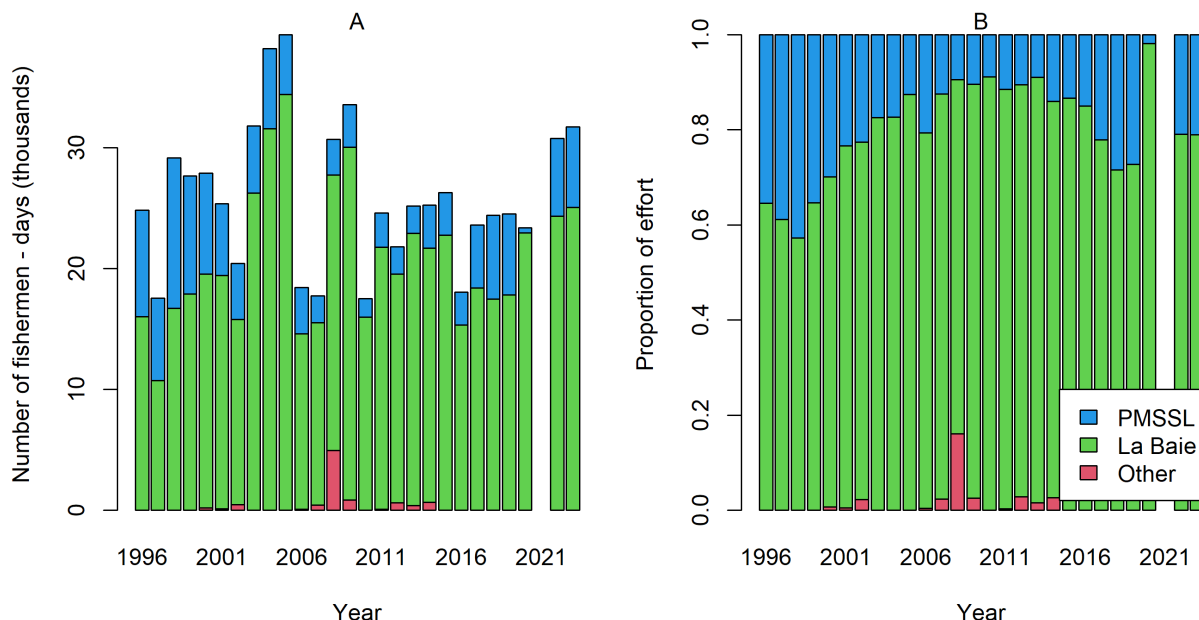 A
Number of fishermen - days (thousands)
0
10
20
30
1996
2001
2006
2011
2016
2021
Year
B
Proportion of effort
0.0
0.2
0.4
0.6
0.8
1.0
PMSSL
La Baie
Other
1996
2001
2006
2011
2016
2021
Year